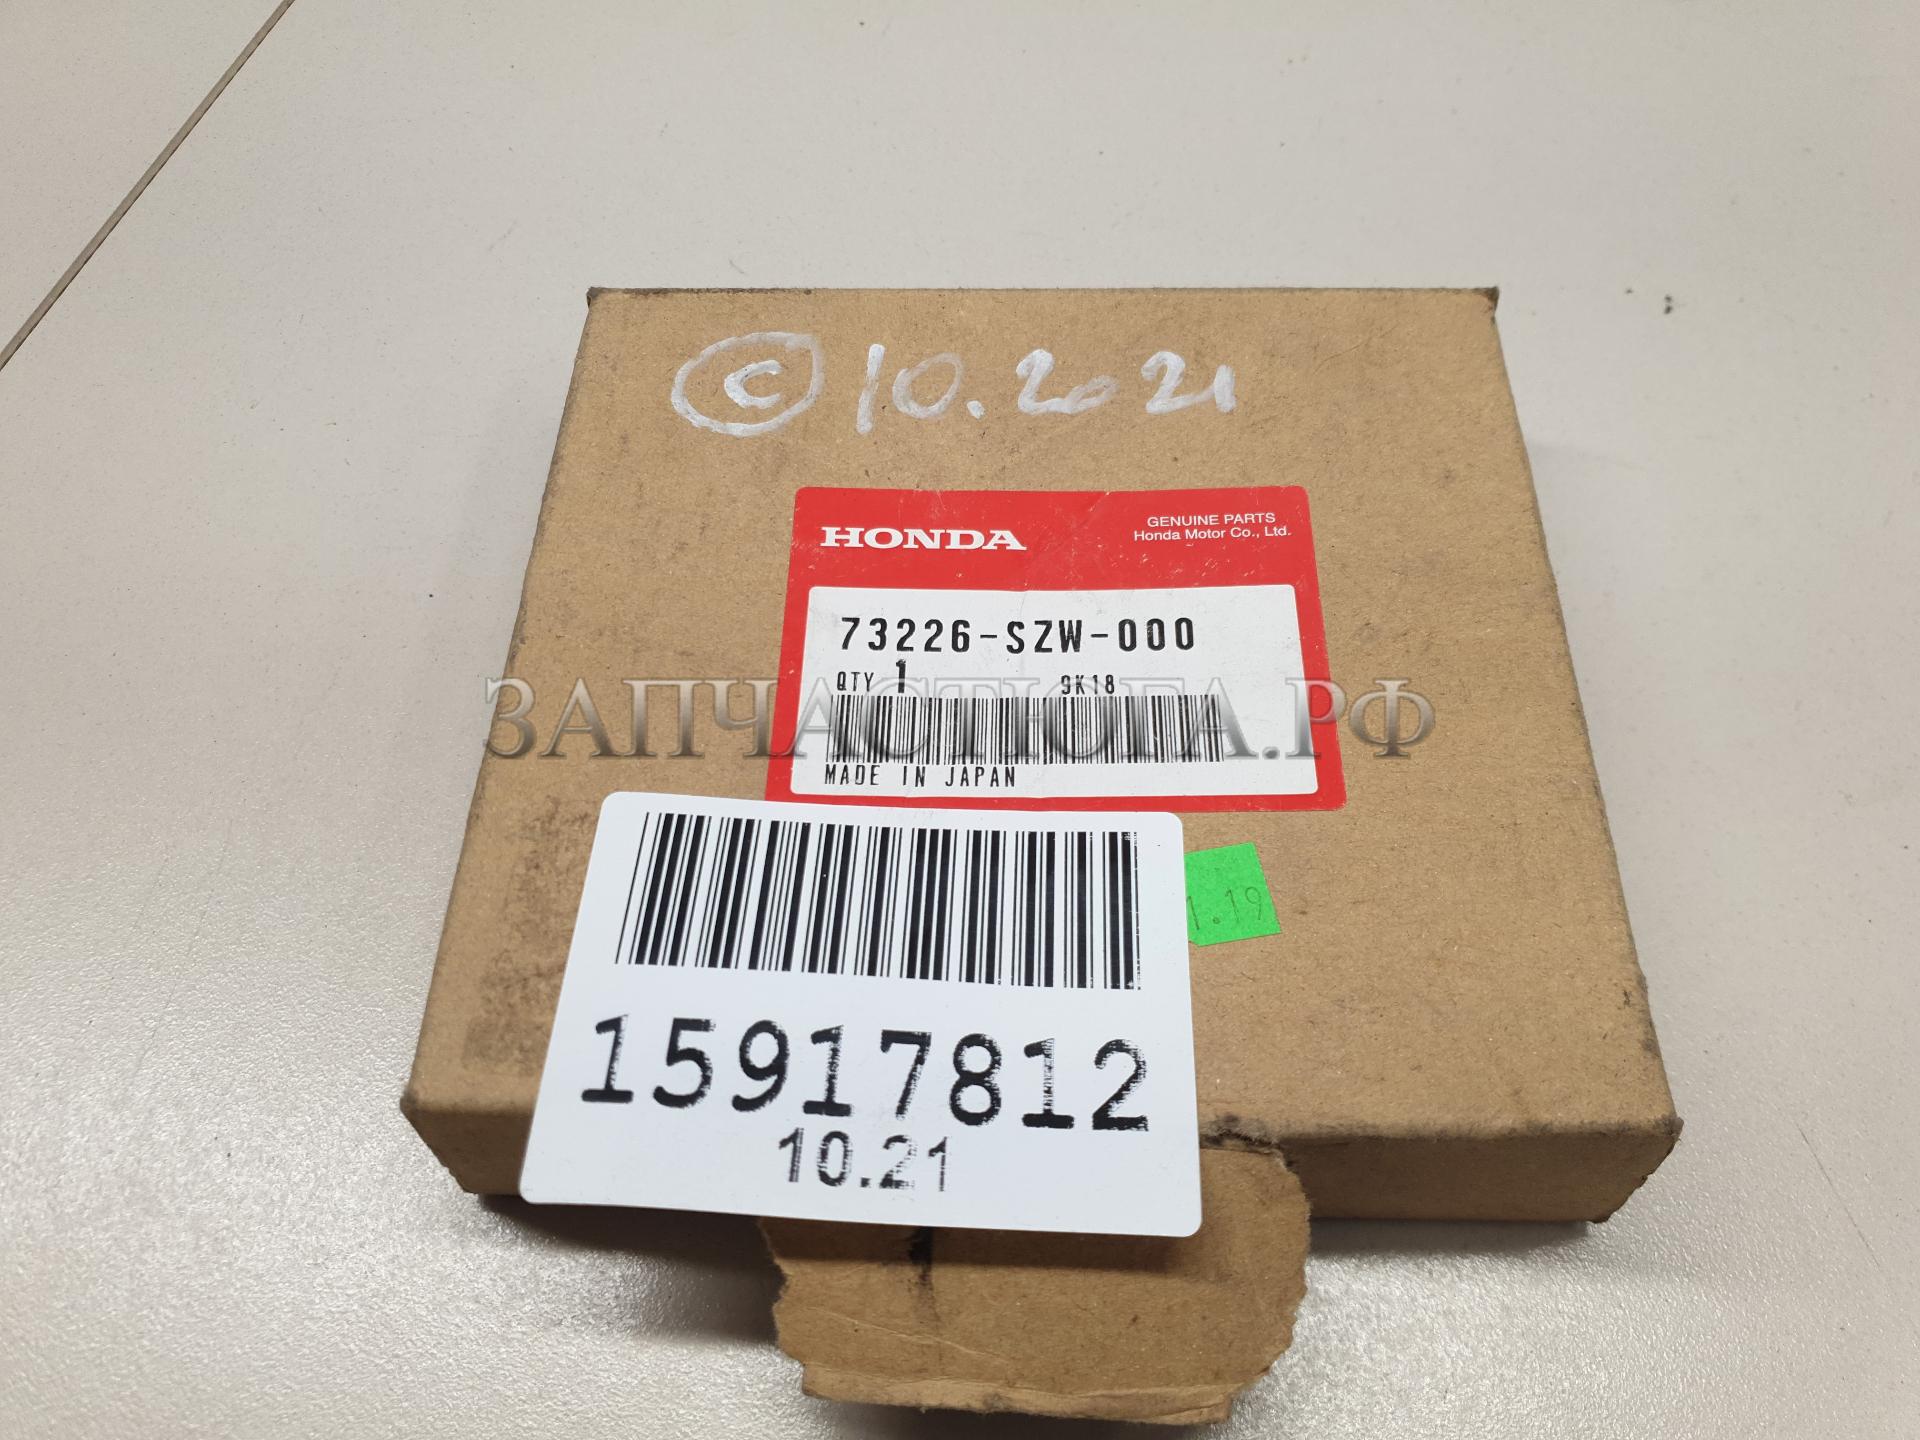 © 10.2021
HONDA
GENUINE PARTS
Honda Motor Co., Ltd.
73226-SZW-000
QTY 1 9K18
ЗАПЧАСТЮГА.РФ
MADE IN JAPAN
1.19
15917812
10.21